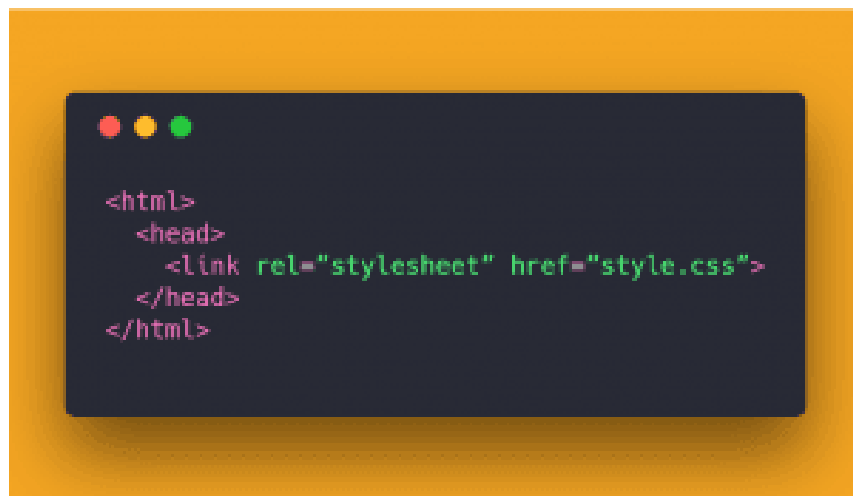 <html>
<head>
<link rel=“stylesheet” href=“style.css”>
</head>
</html>